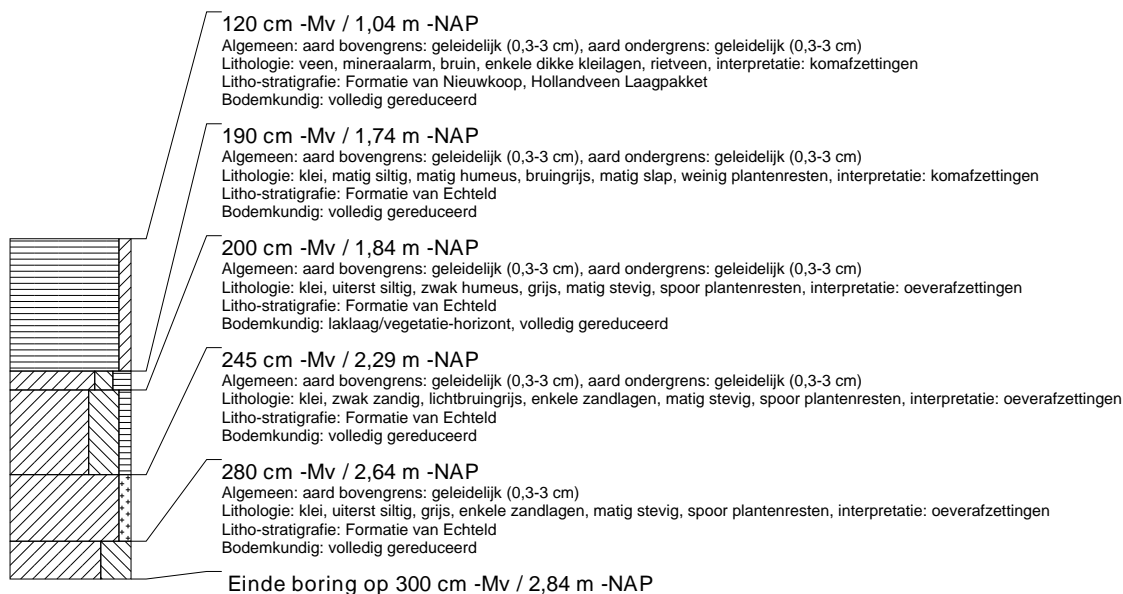 120 cm -Mv / 1,04 m -NAP
Algemeen: aard bovengrens: geleidelijk (0,3-3 cm), aard ondergrens: geleidelijk (0,3-3 cm)
Lithologie: veen, mineraalarm, bruin, enkele dikke kleilagen, rietveen, interpretatie: komafzettingen
Litho-stratigrafie: Formatie van Nieuwkoop, Hollandveen Laagpakket
Bodemkundig: volledig gereduceerd
190 cm -Mv / 1,74 m -NAP
Algemeen: aard bovengrens: geleidelijk (0,3-3 cm), aard ondergrens: geleidelijk (0,3-3 cm)
Lithologie: klei, matig siltig, matig humeus, bruingrijs, matig slap, weinig plantenresten, interpretatie: komafzettingen
Litho-stratigrafie: Formatie van Echteld
Bodemkundig: volledig gereduceerd
200 cm -Mv / 1,84 m -NAP
Algemeen: aard bovengrens: geleidelijk (0,3-3 cm), aard ondergrens: geleidelijk (0,3-3 cm)
Lithologie: klei, uiterst siltig, zwak humeus, grijs, matig stevig, spoor plantenresten, interpretatie: oeverafzettingen
Litho-stratigrafie: Formatie van Echteld
Bodemkundig: laklaag/vegetatie-horizont, volledig gereduceerd
245 cm -Mv / 2,29 m -NAP
Algemeen: aard bovengrens: geleidelijk (0,3-3 cm), aard ondergrens: geleidelijk (0,3-3 cm)
Lithologie: klei, zwak zandig, lichtbruingrijs, enkele zandlagen, matig stevig, spoor plantenresten, interpretatie: oeverafzettingen
Litho-stratigrafie: Formatie van Echteld
Bodemkundig: volledig gereduceerd
280 cm -Mv / 2,64 m -NAP
Algemeen: aard bovengrens: geleidelijk (0,3-3 cm)
Lithologie: klei, uiterst siltig, grijs, enkele zandlagen, matig stevig, spoor plantenresten, interpretatie: oeverafzettingen
Litho-stratigrafie: Formatie van Echteld
Bodemkundig: volledig gereduceerd
Einde boring op 300 cm -Mv / 2,84 m -NAP